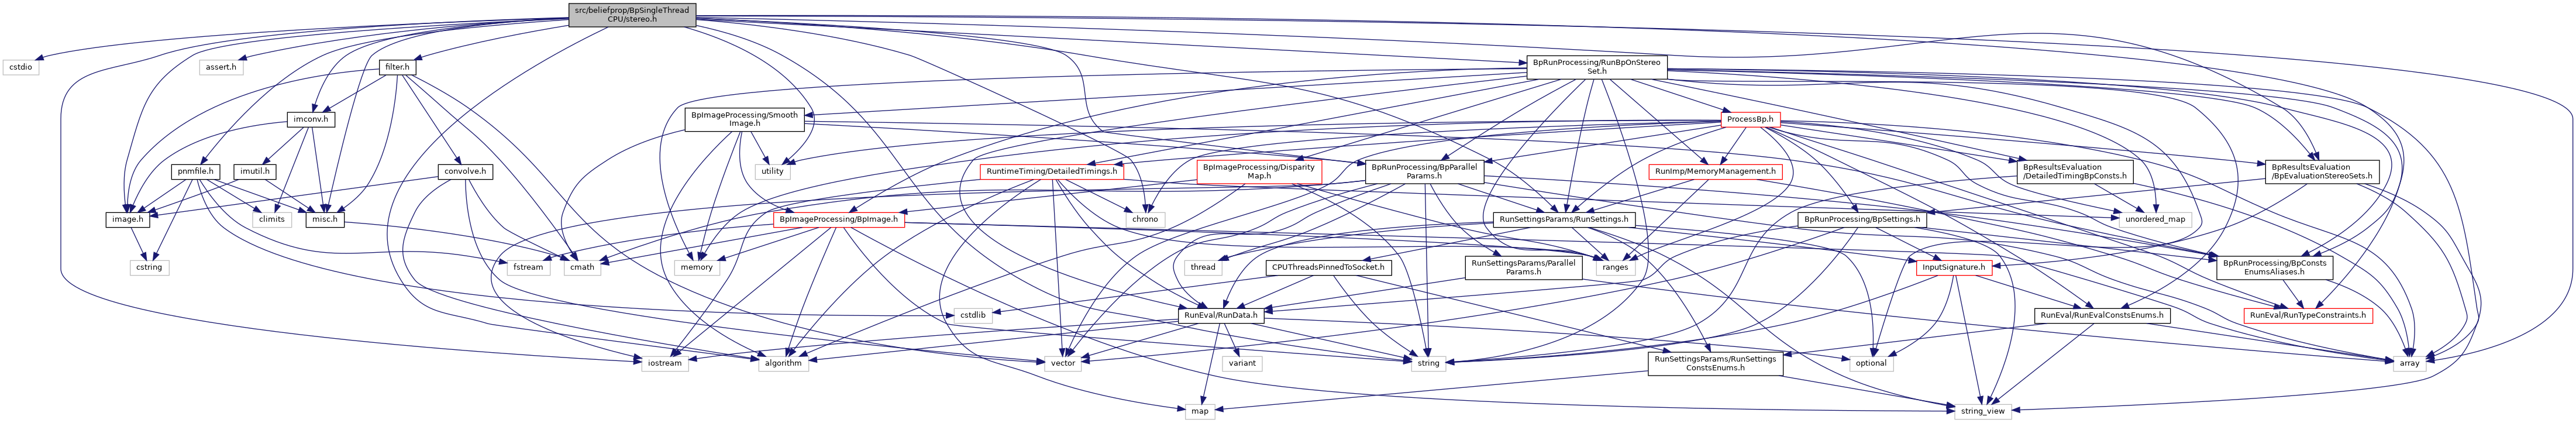 src/beliefprop/BpSingleThread
CPU/stereo.h
cstdio
assert.h
filter.h
BpRunProcessing/RunBpOnStereo
Set.h
imconv.h
BpImageProcessing/Smooth
Image.h
ProcessBp.h
pnmfile.h
imutil.h
convolve.h
utility
RuntimeTiming/DetailedTimings.h
BpImageProcessing/Disparity
Map.h
BpRunProcessing/BpParallel
Params.h
RunImp/MemoryManagement.h
BpResultsEvaluation
/DetailedTimingBpConsts.h
BpResultsEvaluation
/BpEvaluationStereoSets.h
image.h
climits
misc.h
BpImageProcessing/BpImage.h
chrono
RunSettingsParams/RunSettings.h
BpRunProcessing/BpSettings.h
unordered_map
cstring
fstream
cmath
memory
thread
CPUThreadsPinnedToSocket.h
RunSettingsParams/Parallel
Params.h
ranges
InputSignature.h
BpRunProcessing/BpConsts
EnumsAliases.h
cstdlib
RunEval/RunData.h
RunEval/RunEvalConstsEnums.h
RunEval/RunTypeConstraints.h
iostream
algorithm
vector
variant
string
RunSettingsParams/RunSettings
ConstsEnums.h
optional
array
map
string_view